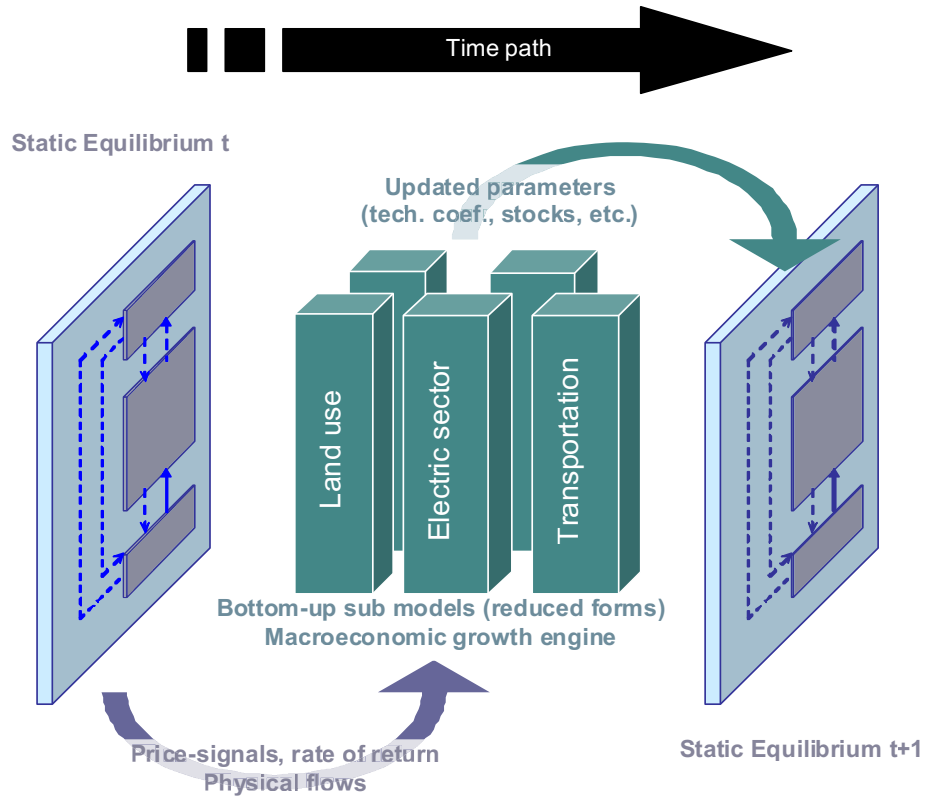 Time path
Static Equilibrium t
Updated parameters
(tech. coef., stocks, etc.)
Land use
Electric sector
Transportation
Bottom-up sub models (reduced forms)
Macroeconomic growth engine
Price-signals, rate of return
Physical flows
Static Equilibrium t+1